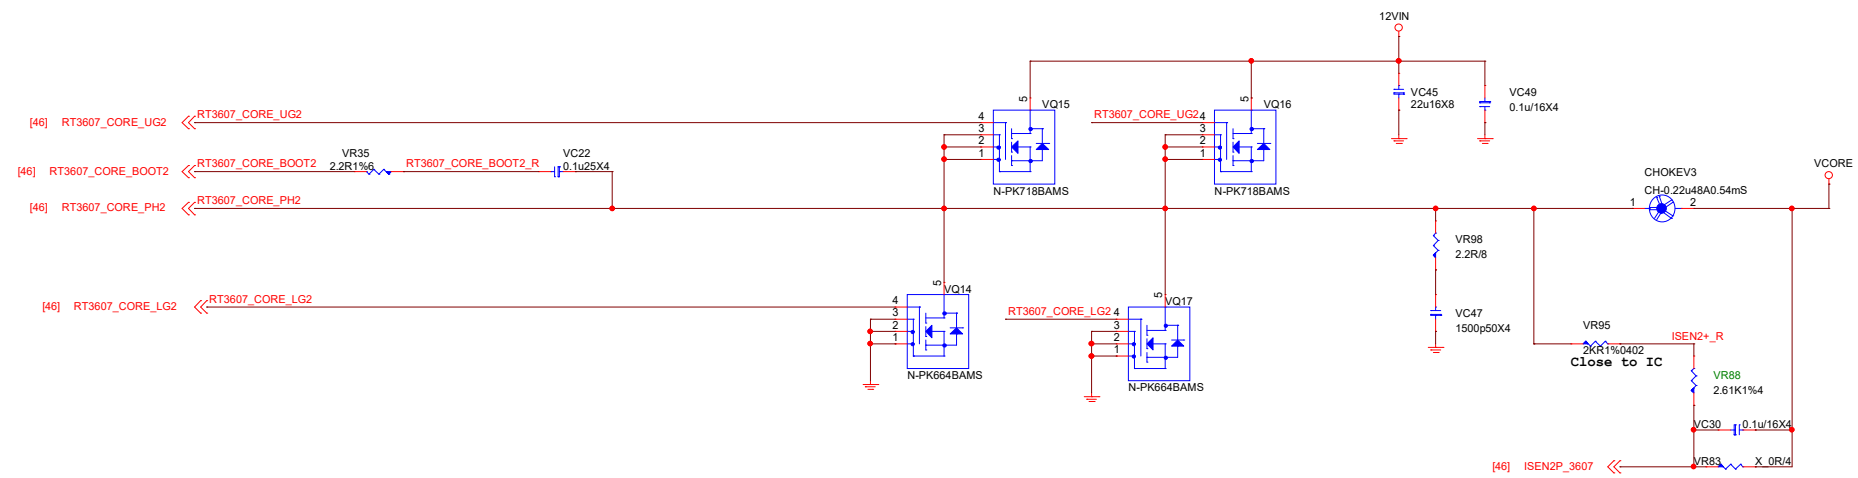 12VIN
VC45
22u16X8
VC49
0.1u/16X4
[46] RT3607_CORE_UG2 RT3607_CORE_UG2
5 VQ15
4
3
2
1
N-PK718BAMS
RT3607_CORE_UG2
5 VQ16
4
3
2
1
N-PK718BAMS
[46] RT3607_CORE_BOOT2 RT3607_CORE_BOOT2
VR35
2.2R1%6
RT3607_CORE_BOOT2_R
VC22
0.1u25X4
[46] RT3607_CORE_PH2 RT3607_CORE_PH2
VCORE
CHOKEV3
CH-0.22u48A0.54mS
1 2
VR98
2.2R/8
VC47
1500p50X4
[46] RT3607_CORE_LG2 RT3607_CORE_LG2
5 VQ14
4
3
2
1
N-PK664BAMS
RT3607_CORE_LG2
5 VQ17
4
3
2
1
N-PK664BAMS
VR95
2KR1%0402
Close to IC
ISEN2+_R
VR88
2.61K1%4
VC30 0.1u/16X4
[46] ISEN2P_3607
VR83 X_0R/4